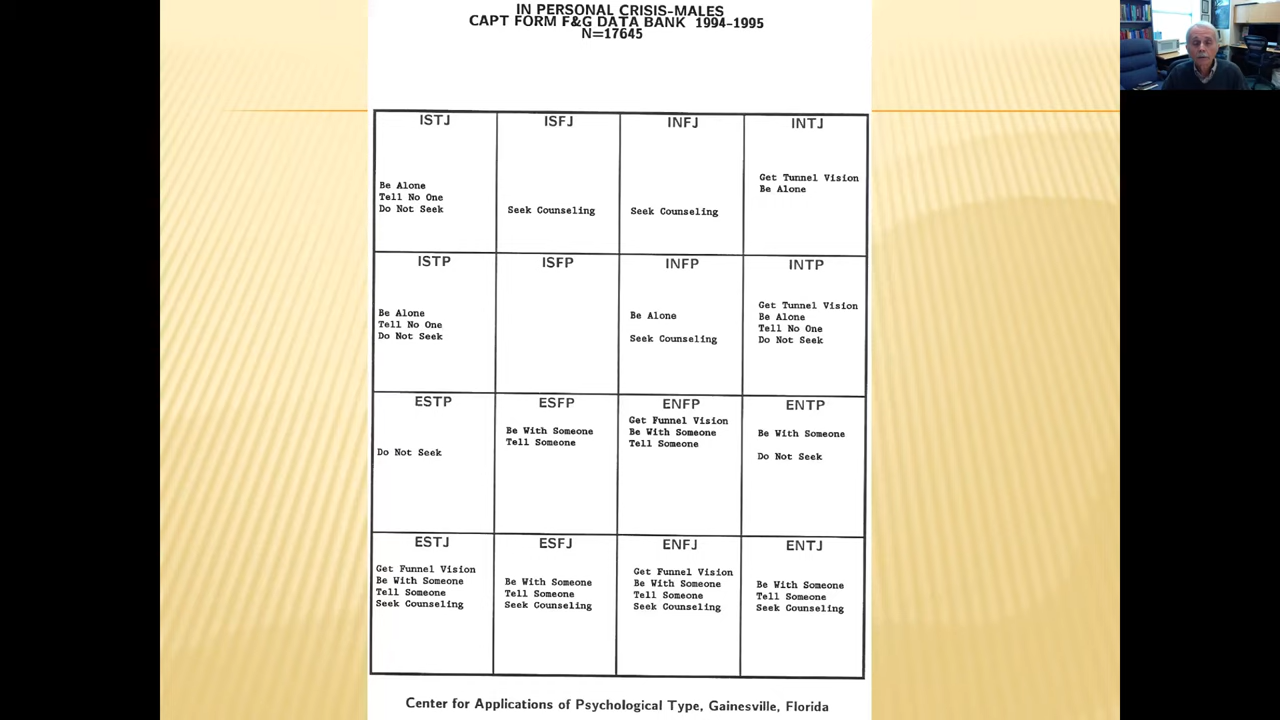 IN PERSONAL CRISIS-MALES
CAPT FORM F&G DATA BANK 1994-1995
N=17645
ISTJ
Be Alone
Tell No One
Do Not Seek
ISFJ
Seek Counseling
INFJ
Seek Counseling
INTJ
Get Tunnel Vision
Be Alone
ISTP
Be Alone
Tell No One
Do Not Seek
ISFP
INFP
Be Alone
Seek Counseling
INTP
Get Tunnel Vision
Be Alone
Tell No One
Do Not Seek
ESTP
Do Not Seek
ESFP
Be With Someone
Tell Someone
ENFP
Get Funnel Vision
Be With Someone
Tell Someone
ENTP
Be With Someone
Do Not Seek
ESTJ
Get Funnel Vision
Be With Someone
Tell Someone
Seek Counseling
ESFJ
Be With Someone
Tell Someone
Seek Counseling
ENFJ
Get Funnel Vision
Be With Someone
Tell Someone
Seek Counseling
ENTJ
Be With Someone
Tell Someone
Seek Counseling
Center for Applications of Psychological Type, Gainesville, Florida